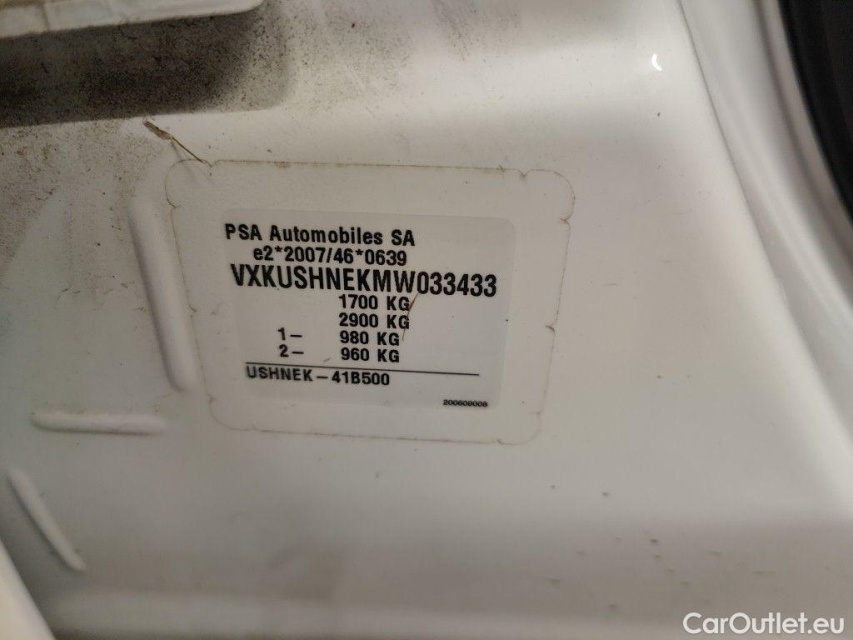 PSA Automobiles SA
e2*2007/46*0639
VXKUSHNEKMW033433
1700 KG
2900 KG
1– 980 KG
2– 960 KG
USHNEK–41B500
CarOutlet.eu